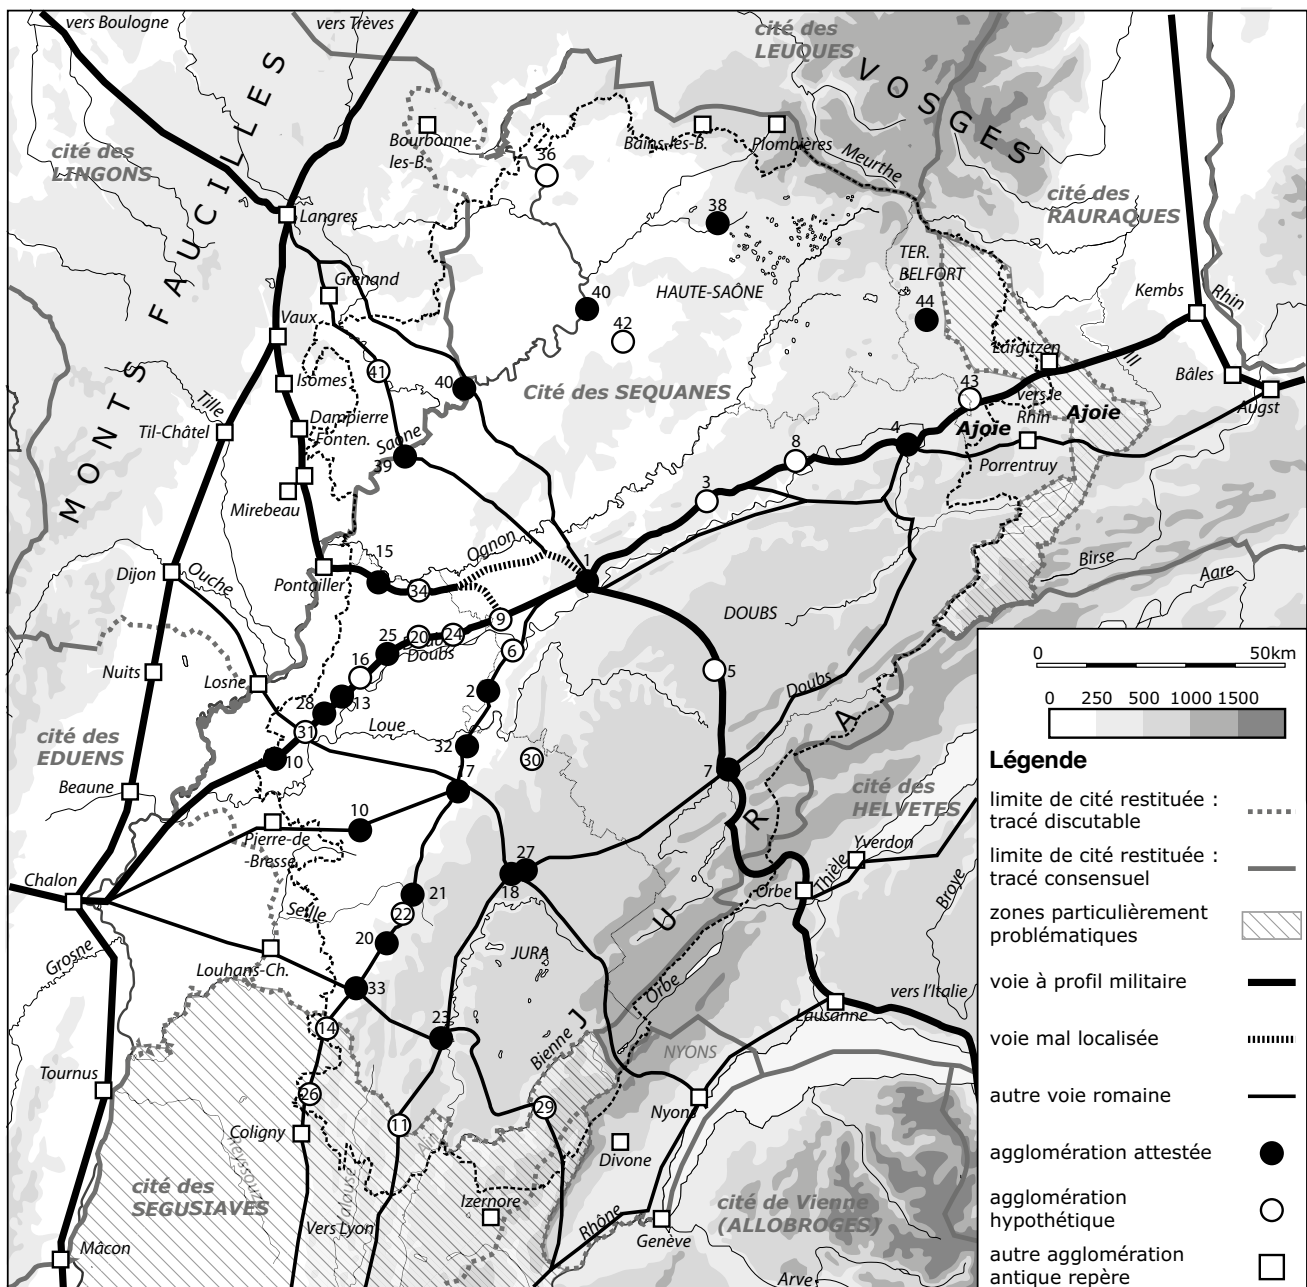 vers Boulogne
vers Trèves
cité des
LEUQUES
VOSGES
cité des
LINGONS
MONTS FAUCILLES
Bourbonne-
les-B.
36
Bains-les-B.
Plombières
Meurthe
cité des
RAURAQUES
Langres
38
TER.
BELFORT
Grenand
HAUTE-SAÔNE
40
42
44
Kembs
Rhin
Vaux
Largitzen
Ill
Isômes
41
40
Cité des SEQUANES
43
vers le
Rhin
Bâles
Augst
Tille
Til-Châtel
Dampierre
Fonten.
Saone
39
Ajoie
Ajoie
4
8
Porrentruy
3
Mirebeau
Ognon
15
1
Birse
Aare
Dijon
Ouche
Pontailler
34
DOUBS
9
25
20
24
Doubs
6
16
Nuits
Losne
2
5
Doubs
28
13
Loue
31
32
30
cité des
EDUENS
10
7
17
cité des
HELVETES
Beaune
10
Pierre-de
-Bresse
27
18
Yverdon
Thièle
Orbe
Broye
Chalon
21
22
Seille
20
JURA
JURA
Grosne
Louhans-Ch.
33
Orbe
vers l'Italie
Lausanne
14
23
Bienne
NYONS
Tournus
26
29
Nyons
Coligny
11
Ain
Divone
cité des
SEGUSIAVES
Vers Lyon
Izernore
Rhône
Genève
cité de Vienne
(ALLOBROGES)
Mâcon
Arve
0
50km
0 250 500 1000 1500
Légende
limite de cité restituée :
tracé discutable
limite de cité restituée :
tracé consensuel
zones particulièrement
problématiques
voie à profil militaire
voie mal localisée
autre voie romaine
agglomération attestée
agglomération
hypothétique
autre agglomération
antique repère